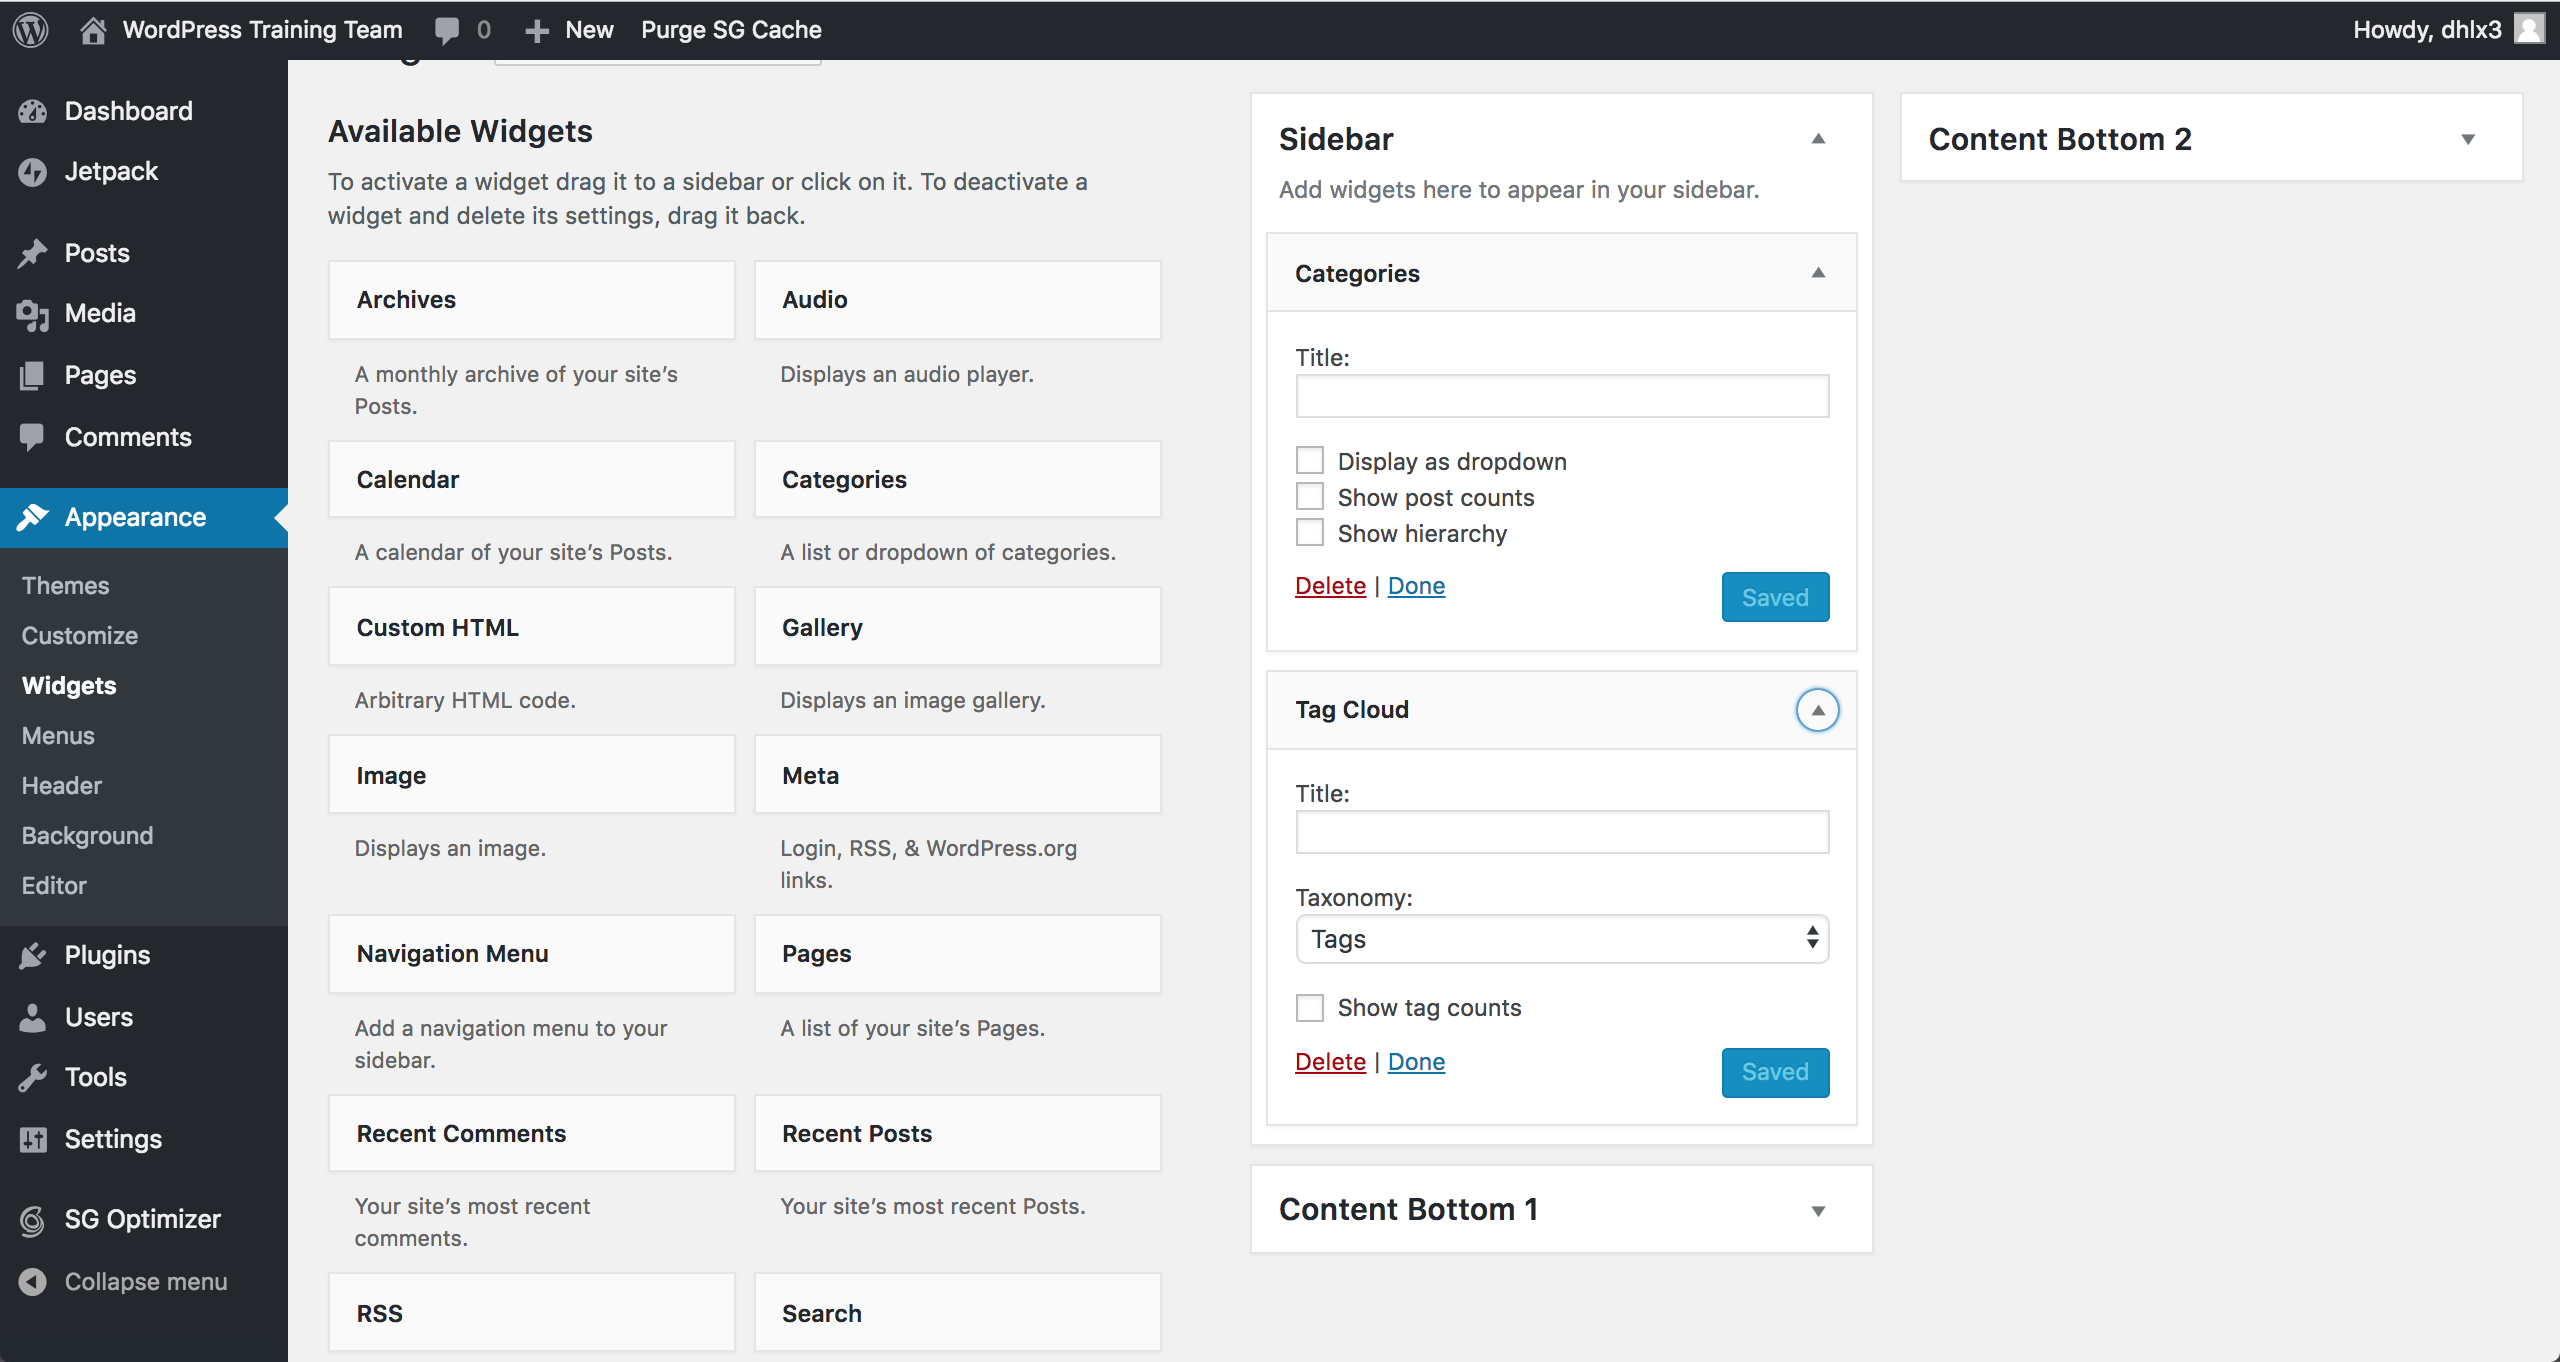 WordPress Training Team
0
New
Purge SG Cache
Howdy, dhlx3
Dashboard
Jetpack
Posts
Media
Pages
Comments
Appearance
Themes
Customize
Widgets
Menus
Header
Background
Editor
Plugins
Users
Tools
Settings
SG Optimizer
Collapse menu
Available Widgets
To activate a widget drag it to a sidebar or click on it. To deactivate a
widget and delete its settings, drag it back.
Archives
A monthly archive of your site’s
Posts.
Audio
Displays an audio player.
Calendar
A calendar of your site’s Posts.
Categories
A list or dropdown of categories.
Custom HTML
Arbitrary HTML code.
Gallery
Displays an image gallery.
Image
Displays an image.
Meta
Login, RSS, & WordPress.org
links.
Navigation Menu
Add a navigation menu to your
sidebar.
Pages
A list of your site’s Pages.
Recent Comments
Your site’s most recent
comments.
Recent Posts
Your site’s most recent Posts.
RSS
Search
Sidebar
Add widgets here to appear in your sidebar.
Categories
Title:
Display as dropdown
Show post counts
Show hierarchy
Delete | Done
Saved
Tag Cloud
Title:
Taxonomy:
Tags
Show tag counts
Delete | Done
Saved
Content Bottom 1
Content Bottom 2